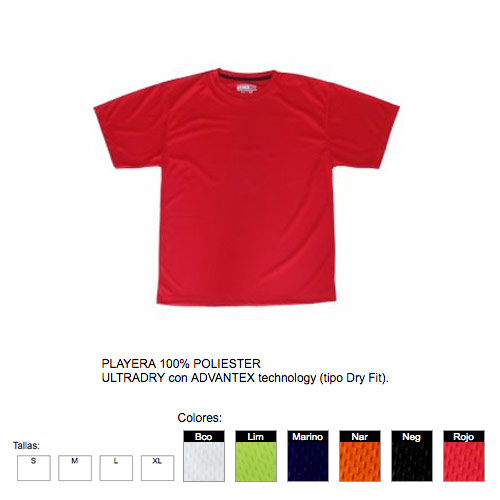 PLAYERA 100% POLIESTER
ULTRADRY con ADVANTEX technology (tipo Dry Fit).
Colores:
Bco Lim Marino Nar Neg Rojo
Tallas:
S M L XL